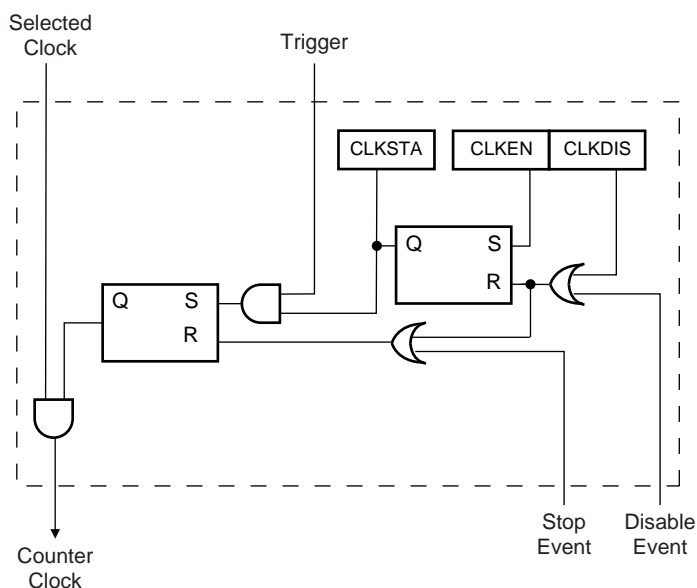 Selected
Clock
Trigger
CLKSTA
CLKEN
CLKDIS
Q
S
R
Q
S
R
Stop
Event
Disable
Event
Counter
Clock